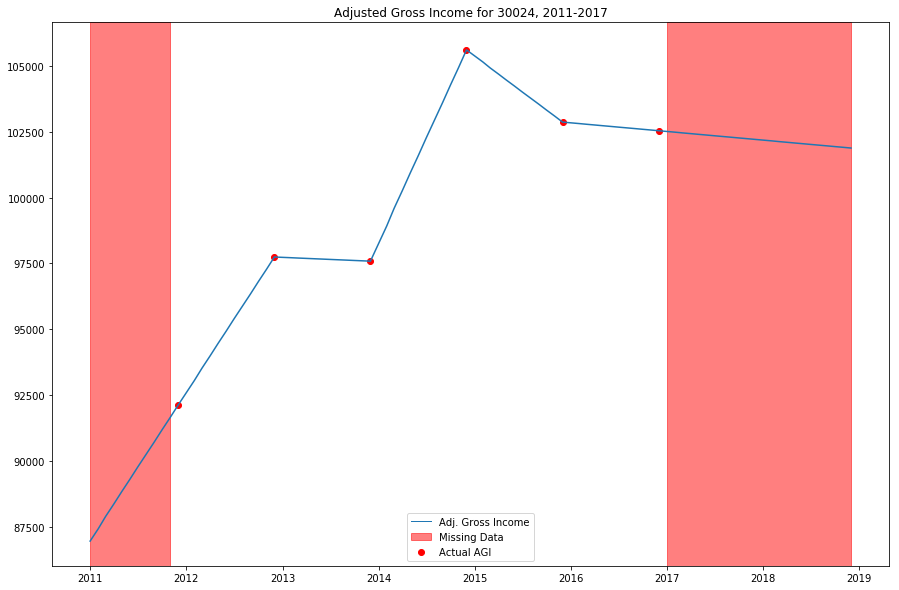 Adjusted Gross Income for 30024, 2011-2017
105000
102500
100000
97500
95000
92500
90000
87500
Adj. Gross Income
Missing Data
Actual AGI
2011 2012 2013 2014 2015 2016 2017 2018 2019